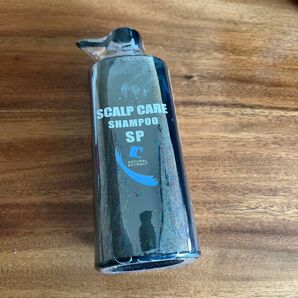 SCALP CARE
SHAMPOO
SP
NATURAL
EXTRACT